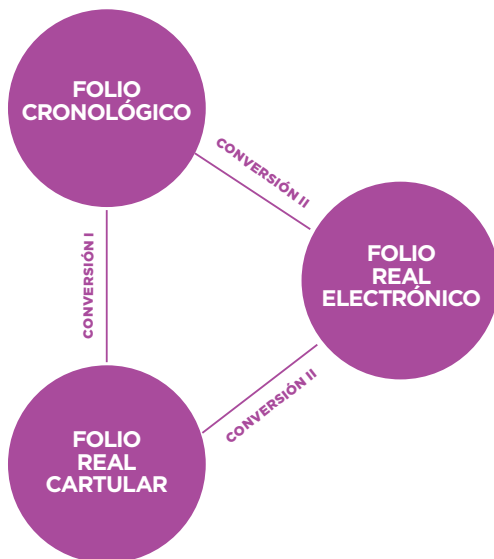 FOLIO
CRONOLÓGICO
CONVERSIÓN II
CONVERSIÓN I
FOLIO
REAL
ELECTRÓNICO
CONVERSIÓN II
FOLIO
REAL
CARTULAR